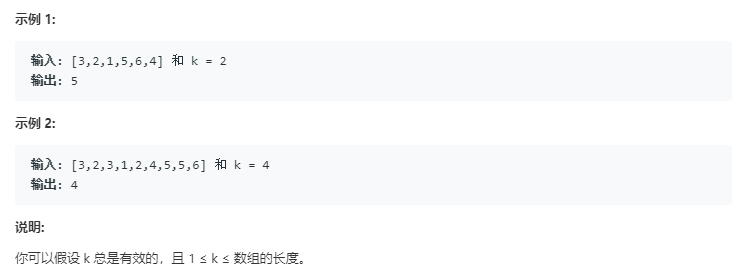 示例 1:
输入: [3,2,1,5,6,4] 和 k = 2
输出: 5
示例 2:
输入: [3,2,3,1,2,4,5,5,6] 和 k = 4
输出: 4
说明:
你可以假设 k 总是有效的，且 1 ≤ k ≤ 数组的长度。